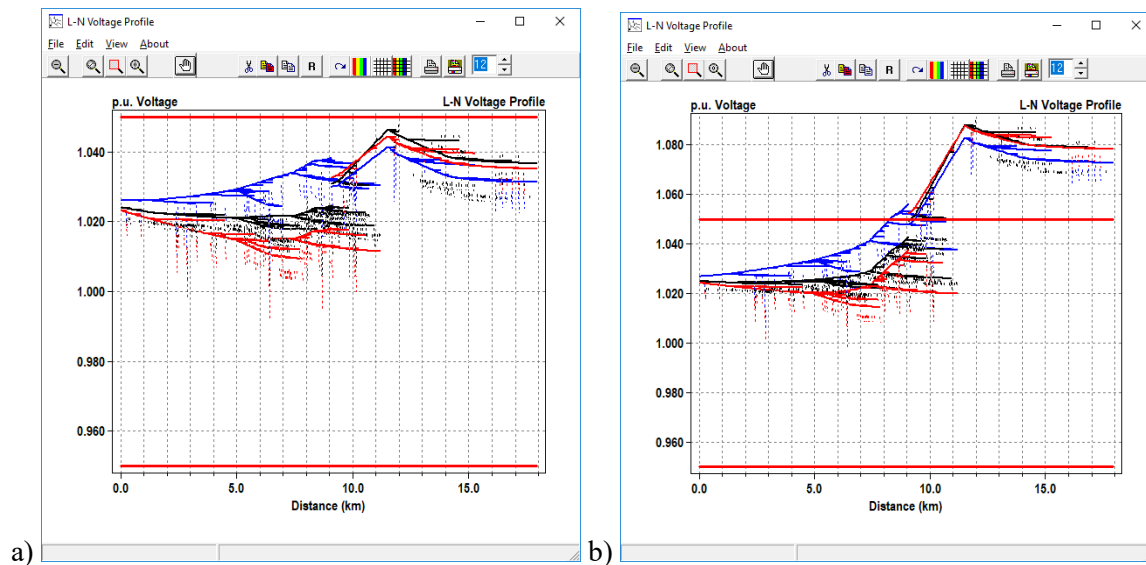 L-N Voltage Profile
File Edit View About
R
12
p.u. Voltage L-N Voltage Profile
1.040
1.020
1.000
0.980
0.960
0.0 5.0 10.0 15.0
Distance (km)
a)
L-N Voltage Profile
File Edit View About
R
12
p.u. Voltage L-N Voltage Profile
1.080
1.060
1.040
1.020
1.000
0.980
0.960
0.0 5.0 10.0 15.0
Distance (km)
b)